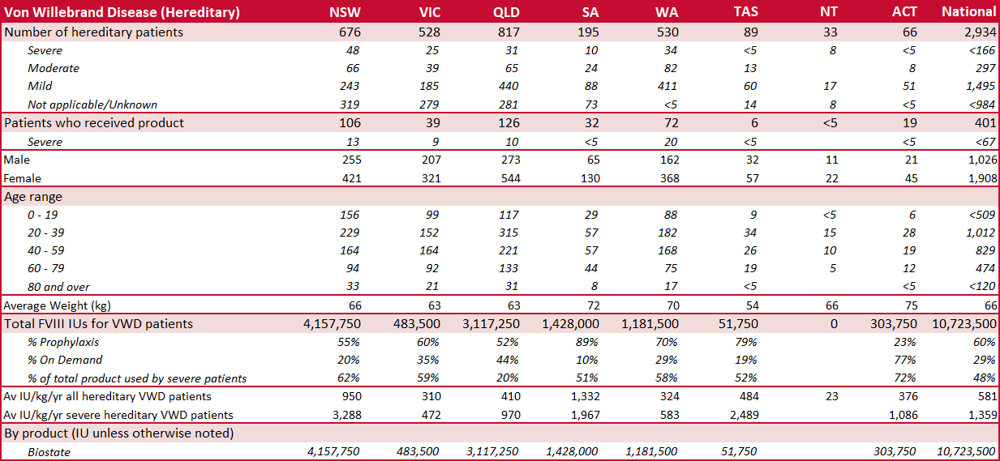 Von Willebrand Disease (Hereditary) NSW VIC QLD SA WA TAS NT ACT National
Number of hereditary patients 676 528 817 195 530 89 33 66 2,934
Severe 48 25 31 10 34 <5 8 <5 <166
Moderate 66 39 65 24 82 13 8 297
Mild 243 185 440 88 411 60 17 51 1,495
Not applicable/Unknown 319 279 281 73 <5 14 8 <5 <984
Patients who received product 106 39 126 32 72 6 <5 19 401
Severe 13 9 10 <5 20 <5 <5 <67
Male 255 207 273 65 162 32 11 21 1,026
Female 421 321 544 130 368 57 22 45 1,908
Age range
0 - 19 156 99 117 29 88 9 <5 6 <509
20 - 39 229 152 315 57 182 34 15 28 1,012
40 - 59 164 164 221 57 168 26 10 19 829
60 - 79 94 92 133 44 75 19 5 12 474
80 and over 33 21 31 8 17 <5 <5 <120
Average Weight (kg) 66 63 63 72 70 54 66 75 66
Total FVIII IUs for VWD patients 4,157,750 483,500 3,117,250 1,428,000 1,181,500 51,750 0 303,750 10,723,500
% Prophylaxis 55% 60% 52% 89% 70% 79% 23% 60%
% On Demand 20% 35% 44% 10% 29% 19% 77% 29%
% of total product used by severe patients 62% 59% 20% 51% 58% 52% 72% 48%
Av IU/kg/yr all hereditary VWD patients 950 310 410 1,332 324 484 23 376 581
Av IU/kg/yr severe hereditary VWD patients 3,288 472 970 1,967 583 2,489 1,086 1,359
By product (IU unless otherwise noted)
Biostate 4,157,750 483,500 3,117,250 1,428,000 1,181,500 51,750 303,750 10,723,500